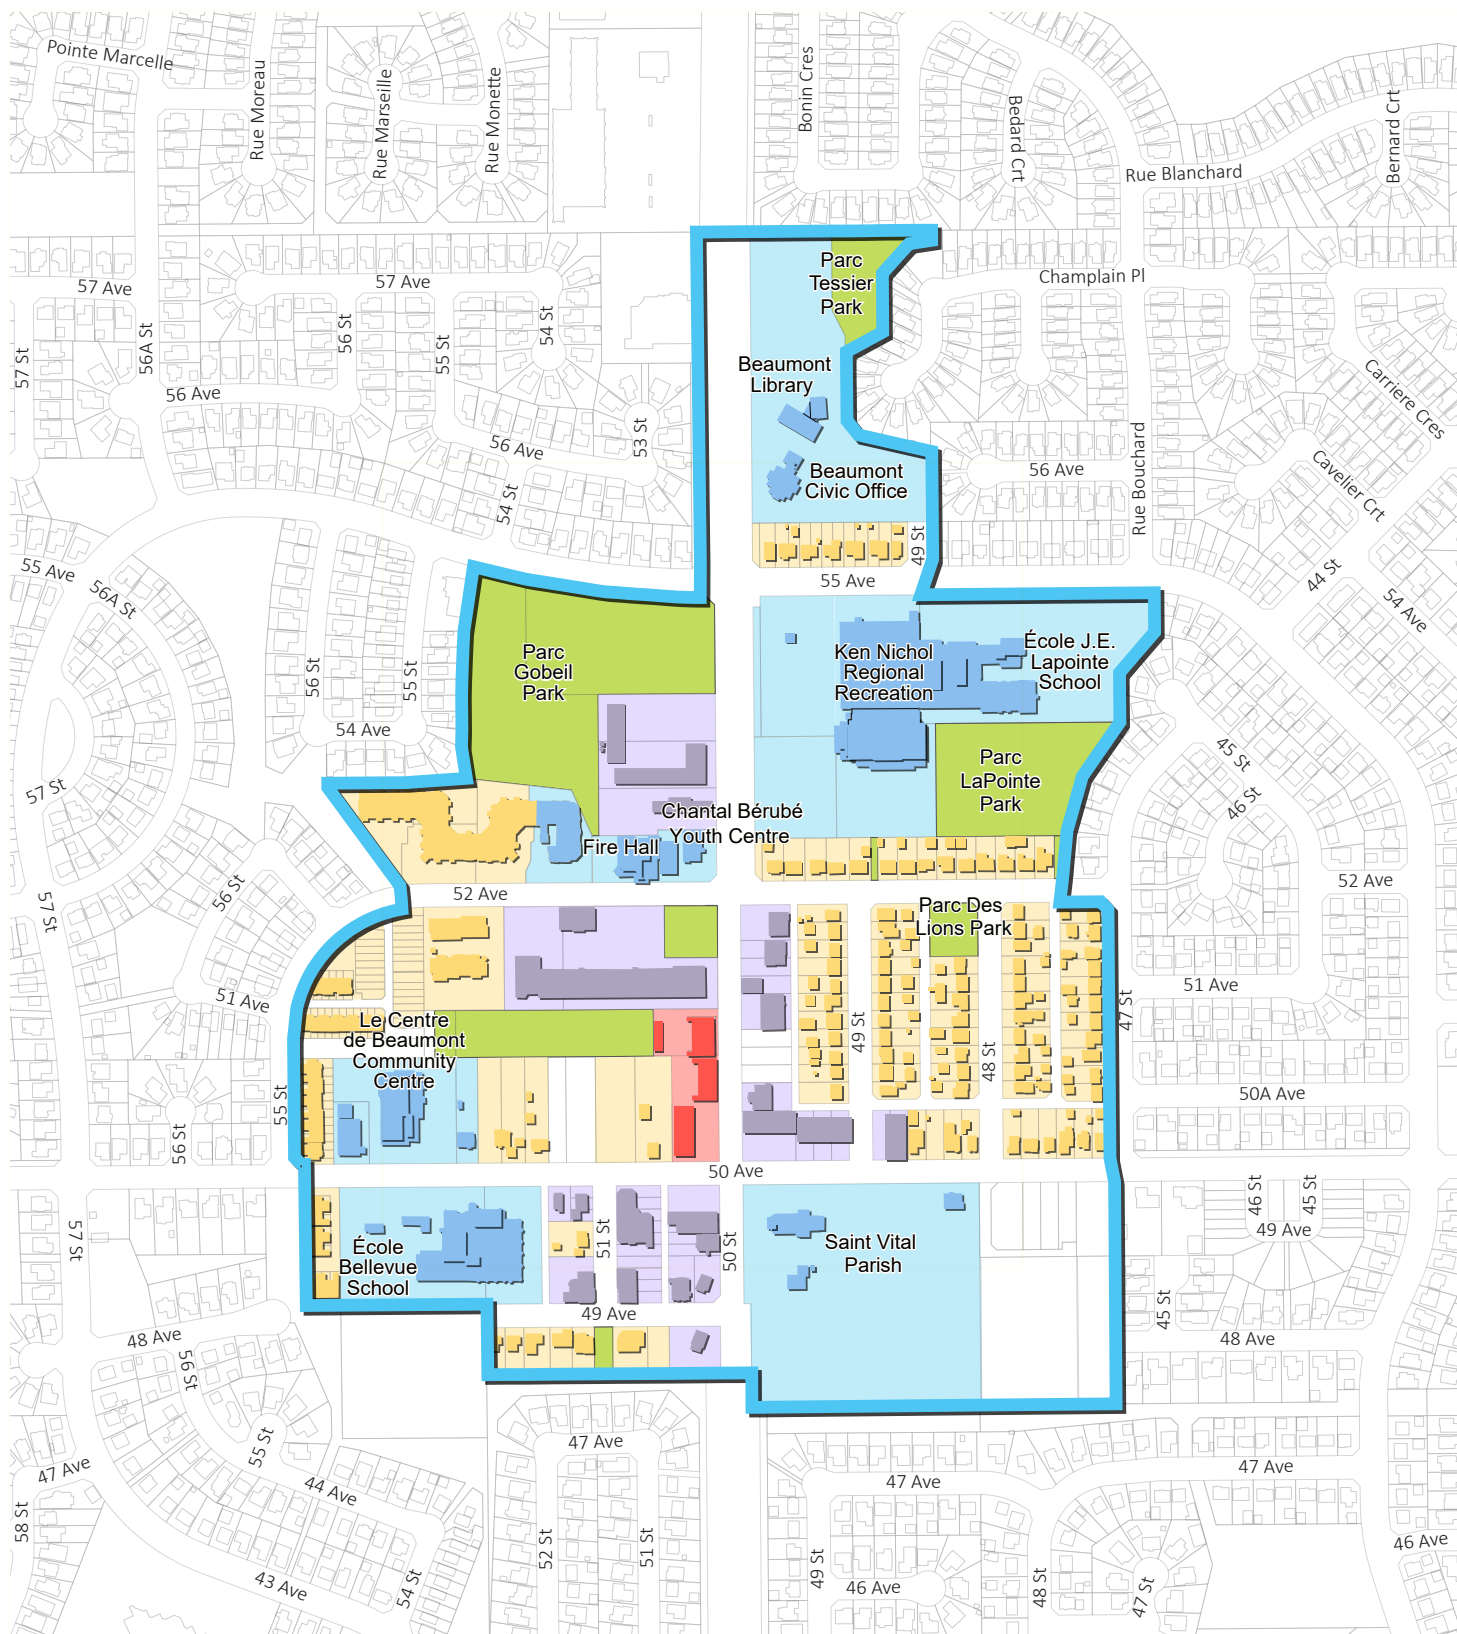 Pointe Marcelle
Rue Moreau
Rue Marseille
Rue Monette
Bonin Cres
Bedard Crt
Rue Blanchard
Bernard Crt
57 Ave
57 Ave
Champlain Pl
Parc
Tessier
Park
57 St
56A St
56 St
55 St
54 St
56 Ave
Beaumont
Library
Carriere Cres
53 St
56 Ave
54 St
Beaumont
Civic Office
56 Ave
Rue Bouchard
Cavelier Crt
49 St
55 Ave
55 Ave
56A St
44 St
54 Ave
Parc
Gobeil
Park
56 St
55 St
Ken Nichol
Regional
Recreation
École J.E.
Lapointe
School
54 Ave
57 St
Parc
LaPointe
Park
45 St
46 St
Chantal Bérubé
Youth Centre
Fire Hall
52 Ave
56 St
57 St
52 Ave
Parc Des
Lions Park
51 Ave
51 Ave
47 St
Le Centre
de Beaumont
Community
Centre
49 St
48 St
55 St
56 St
50A Ave
50 Ave
57 St
École
Bellevue
School
51 St
50 St
Saint Vital
Parish
46 St
45 St
49 Ave
49 Ave
45 St
48 Ave
48 Ave
56 St
55 St
47 Ave
44 Ave
47 Ave
47 Ave
47 Ave
58 St
52 St
51 St
46 Ave
43 Ave
54 St
49 St
46 Ave
48 St
47 St